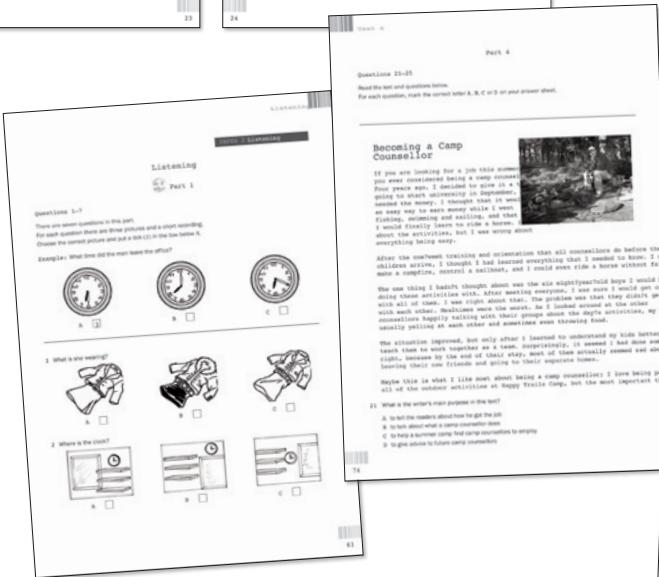 23
24
Listening
Listening
Part 1
Questions 1–7
There are seven questions in this part.
For each question there are three pictures and a short recording.
Choose the correct picture and put a tick (✓) in the box below it.
Example: What time did the man leave the office?
A
B
C
1 What is she wearing?
A
B
C
2 Where is the clock?
A
B
C
61
Part 4
Questions 21–25
Read the text and questions below.
For each question, mark the correct letter A, B, C or D on your answer sheet.
Becoming a Camp
Counsellor
If you are looking for a job this summer
you ever considered being a camp counsel
Four years ago, I decided to give it a t
going to start university in September,
needed the money. I thought that it woul
an easy way to earn money while I went
fishing, swimming and sailing, and that
I would finally learn to ride a horse. I
about the activities, but I was wrong about
everything being easy.
After the one?week training and orientation that all counsellors do before the
children arrive, I thought I had learned everything that I needed to know. I
make a campfire, control a sailboat, and I could even ride a horse without fa
The one thing I hadn?t thought about was the six eight?year?old boys I would
doing these activities with. After meeting everyone, I was sure I would get
with all of them. I was right about that. The problem was that they didn?t ge
with each other. Mealtimes were the worst. As I looked around at the other
counsellors happily talking with their groups about the day?s activities, my
usually yelling at each other and sometimes even throwing food.
The situation improved, but only after I learned to understand my kids better
teach them to work together as a team. Surprisingly, it seemed I had done som
right, because by the end of their stay, most of them actually seemed sad abo
leaving their new friends and going to their separate homes.
Maybe this is what I like most about being a camp counsellor; I love being p
all of the outdoor activities at Happy Trails Camp, but the most important t
21 What is the writer's main purpose in this text?
A to tell the readers about how he got the job
B to talk about what a camp counsellor does
C to help a summer camp find camp counsellors to employ
D to give advice to future camp counsellors
74